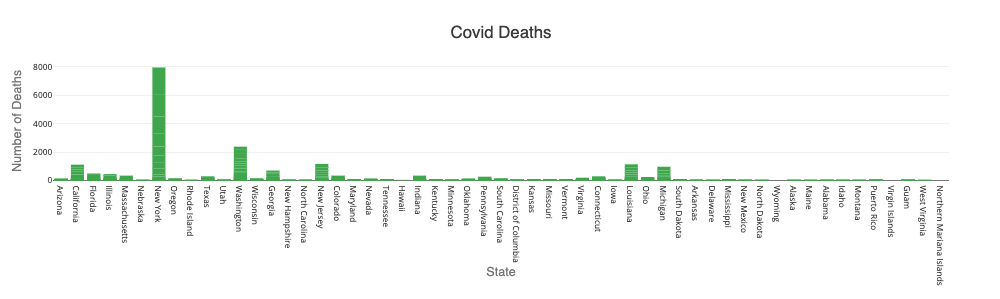 Covid Deaths
Number of Deaths
8000
6000
4000
2000
0
Arizona
California
Florida
Illinois
Massachusetts
Nebraska
New York
Oregon
Rhode Island
Texas
Utah
Washington
Wisconsin
Georgia
New Hampshire
North Carolina
New Jersey
Colorado
Maryland
Nevada
Tennessee
Hawaii
Indiana
Kentucky
Minnesota
Oklahoma
Pennsylvania
South Carolina
District of Columbia
Kansas
Missouri
Vermont
Virginia
Connecticut
Iowa
Louisiana
Ohio
Michigan
South Dakota
Arkansas
Delaware
Mississippi
New Mexico
North Dakota
Wyoming
Alaska
Maine
Alabama
Idaho
Montana
Puerto Rico
Virgin Islands
Guam
West Virginia
Northern Mariana Islands
State